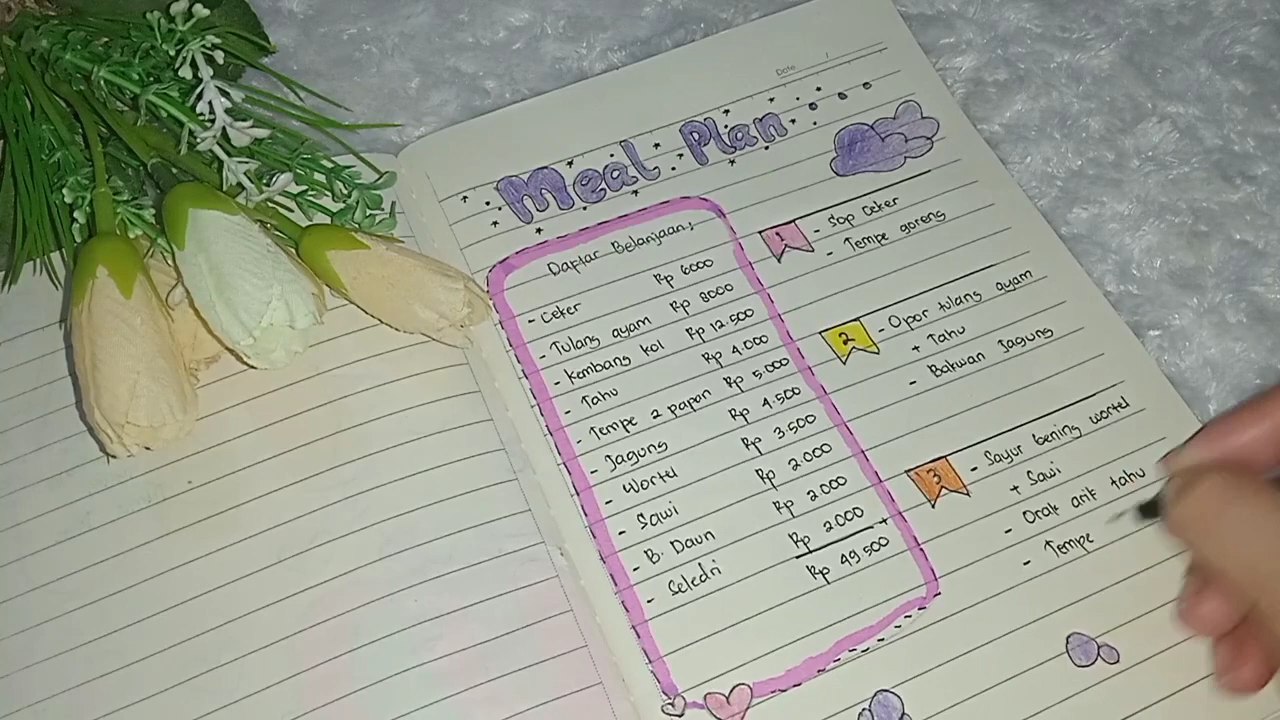 Date
Meal Plan
Daftar Belanjaan;
- Ceker Rp 6000
- Tulang ayam Rp 8000
- Kembang kol Rp 12.500
- Tahu Rp 4.000
- Tempe 2 papan Rp 5.000
- Jagung Rp 4.500
- Wortel Rp 3.500
- Sawi Rp 2.000
- B. Daun Rp 2.000
- Seledri Rp 2.000 +
Rp 49.500
1 - Sop Ceker
- Tempe goreng
2 - Opor tulang ayam
+ Tahu
- Bakwan Jagung
3 - Sayur bening wortel
+ Sawi
- Orak arik tahu
- Tempe